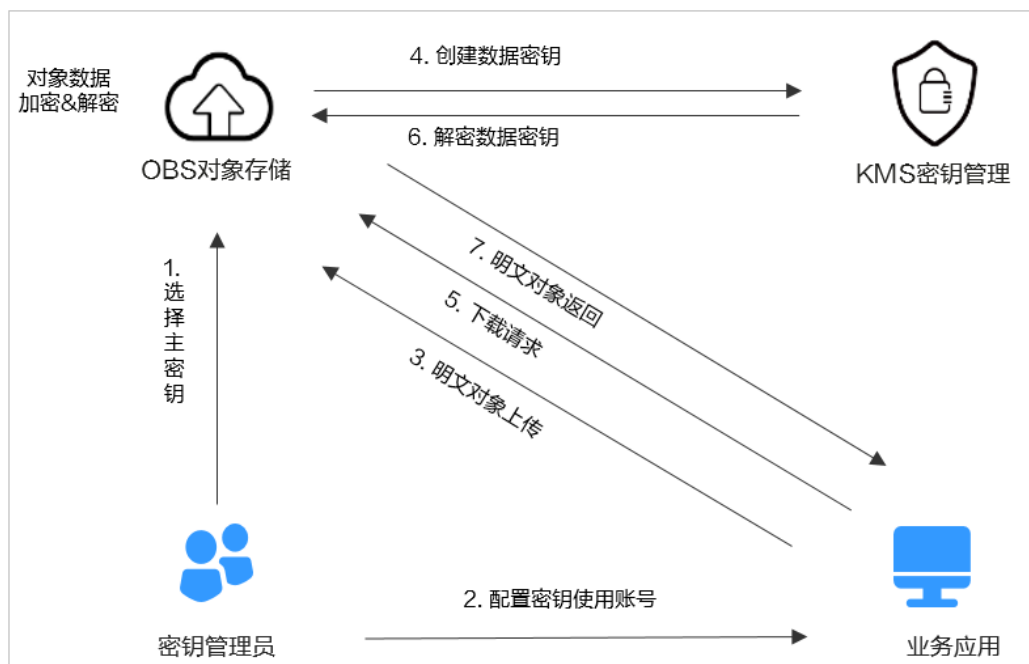 4. 创建数据密钥
对象数据
加密&解密
6. 解密数据密钥
OBS对象存储
KMS密钥管理
7. 明文对象返回
5. 下载请求
3. 明文对象上传
1.
选
择
主
密
钥
2. 配置密钥使用账号
密钥管理员
业务应用